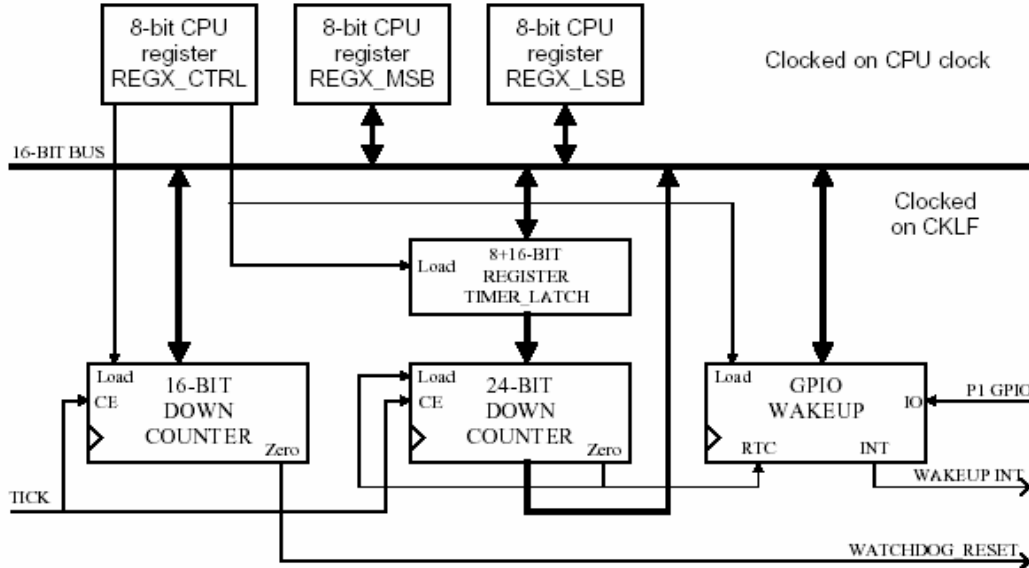 8-bit CPU
register
REGX_CTRL
8-bit CPU
register
REGX_MSB
8-bit CPU
register
REGX_LSB
Clocked on CPU clock
16-BIT BUS
Clocked
on CKLF
Load
8+16-BIT
REGISTER
TIMER_LATCH
Load
CE
16-BIT
DOWN
COUNTER
Zero
Load
CE
24-BIT
DOWN
COUNTER
Zero
Load
GPIO
WAKEUP
IO
RTC
INT
P1 GPIO
TICK
WAKEUP INT
WATCHDOG_RESET